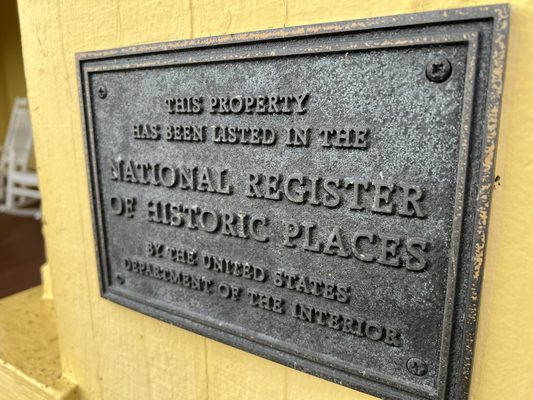 THIS PROPERTY
HAS BEEN LISTED IN THE
NATIONAL REGISTER
OF HISTORIC PLACES
BY THE UNITED STATES
DEPARTMENT OF THE INTERIOR